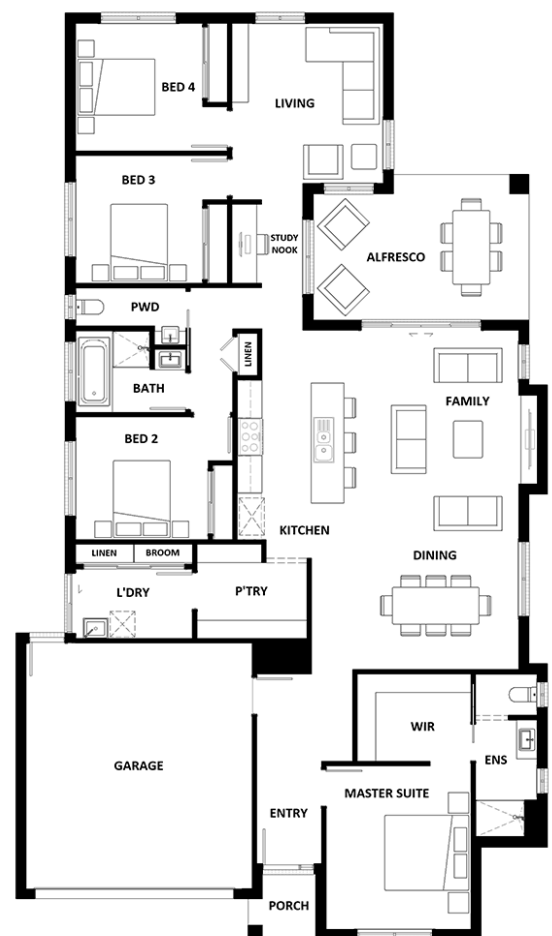 BED 4
LIVING
BED 3
STUDY
NOOK
ALFRESCO
PWD
LINEN
BATH
FAMILY
BED 2
KITCHEN
DINING
LINEN
BROOM
L'DRY
P'TRY
WIR
ENS
GARAGE
MASTER SUITE
ENTRY
PORCH